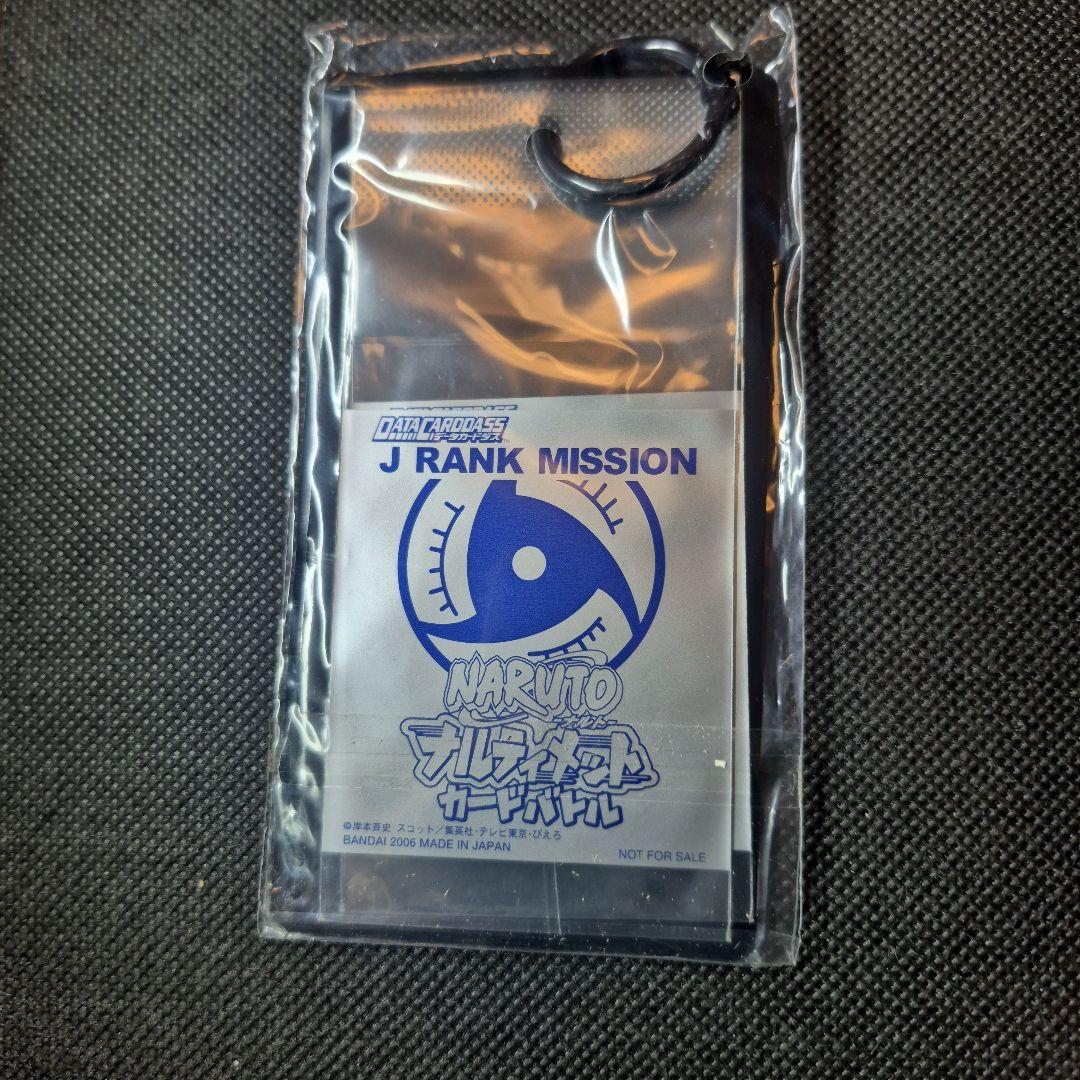 DATA CARDDASS
データカードダス™
J RANK MISSION
NARUTO
-ナルト-
ナルティメット
カードバトル
©岸本斉史 スコット／集英社・テレビ東京・ぴえろ
BANDAI 2006 MADE IN JAPAN
NOT FOR SALE